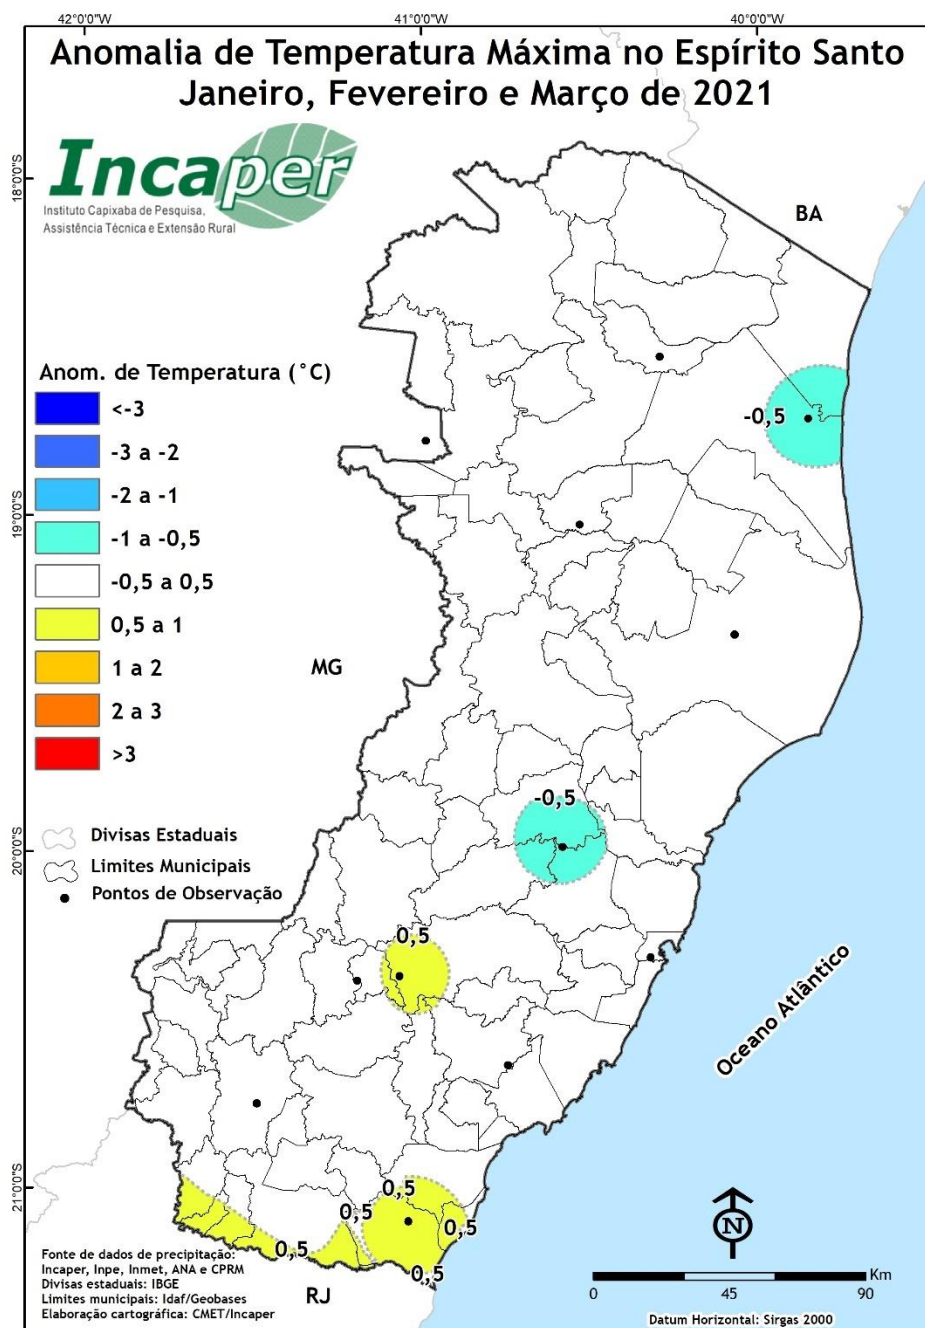 42°0'0"W
41°0'0"W
40°0'0"W
Anomalia de Temperatura Máxima no Espírito Santo
Janeiro, Fevereiro e Março de 2021
Incaper
Instituto Capixaba de Pesquisa,
Assistência Técnica e Extensão Rural
18°0'0"S
BA
Anom. de Temperatura (°C)
<-3
-3 a -2
-2 a -1
-1 a -0,5
-0,5 a 0,5
0,5 a 1
1 a 2
2 a 3
>3
-0,5
19°0'0"S
MG
-0,5
Divisas Estaduais
Limites Municipais
Pontos de Observação
20°0'0"S
0,5
Oceano Atlântico
21°0'0"S
0,5
0,5
0,5
0,5
0,5
N
Fonte de dados de precipitação:
Incaper, Inpe, Inmet, ANA e CPRM
Divisas estaduais: IBGE
Limites municipais: Idaf/Geobases
Elaboração cartográfica: CMET/Incaper
RJ
Km
0 45 90
Datum Horizontal: Sirgas 2000